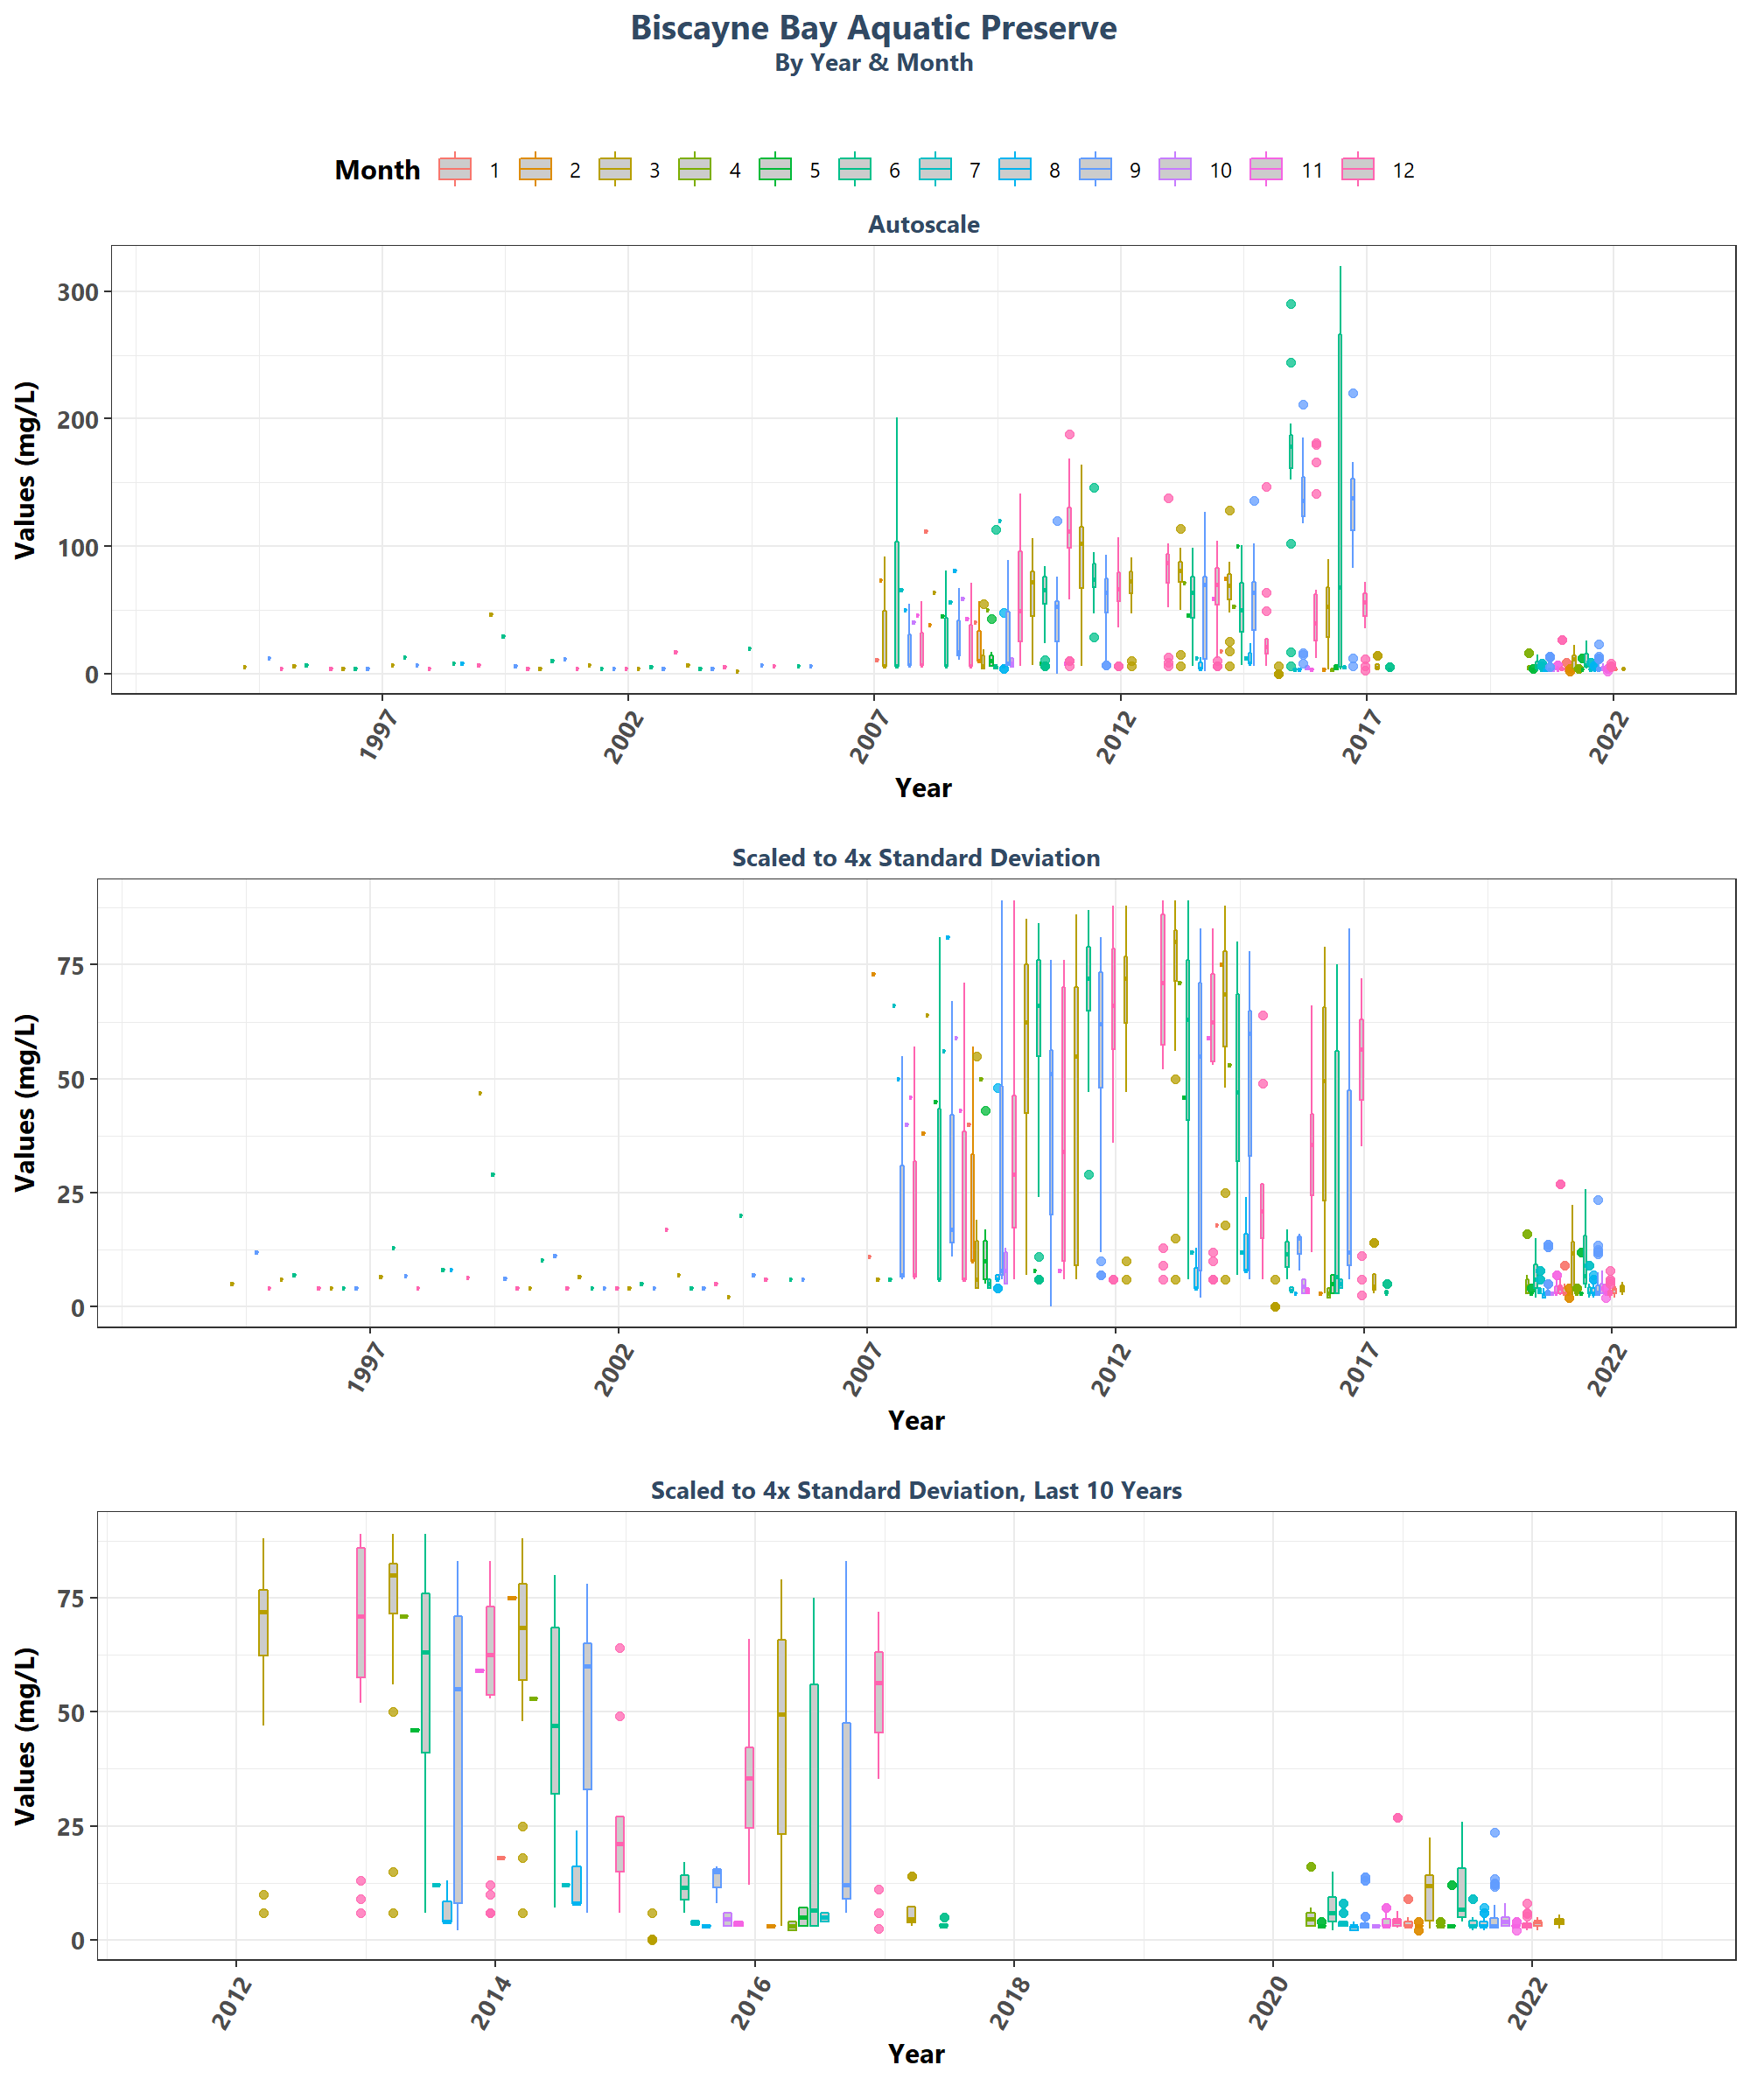 Biscayne Bay Aquatic Preserve
By Year & Month
Month 1 2 3 4 5 6 7 8 9 10 11 12
Autoscale
Values (mg/L)
300
200
100
0
1997 2002 2007 2012 2017 2022
Year
Scaled to 4x Standard Deviation
Values (mg/L)
75
50
25
0
1997 2002 2007 2012 2017 2022
Year
Scaled to 4x Standard Deviation, Last 10 Years
Values (mg/L)
75
50
25
0
2012 2014 2016 2018 2020 2022
Year